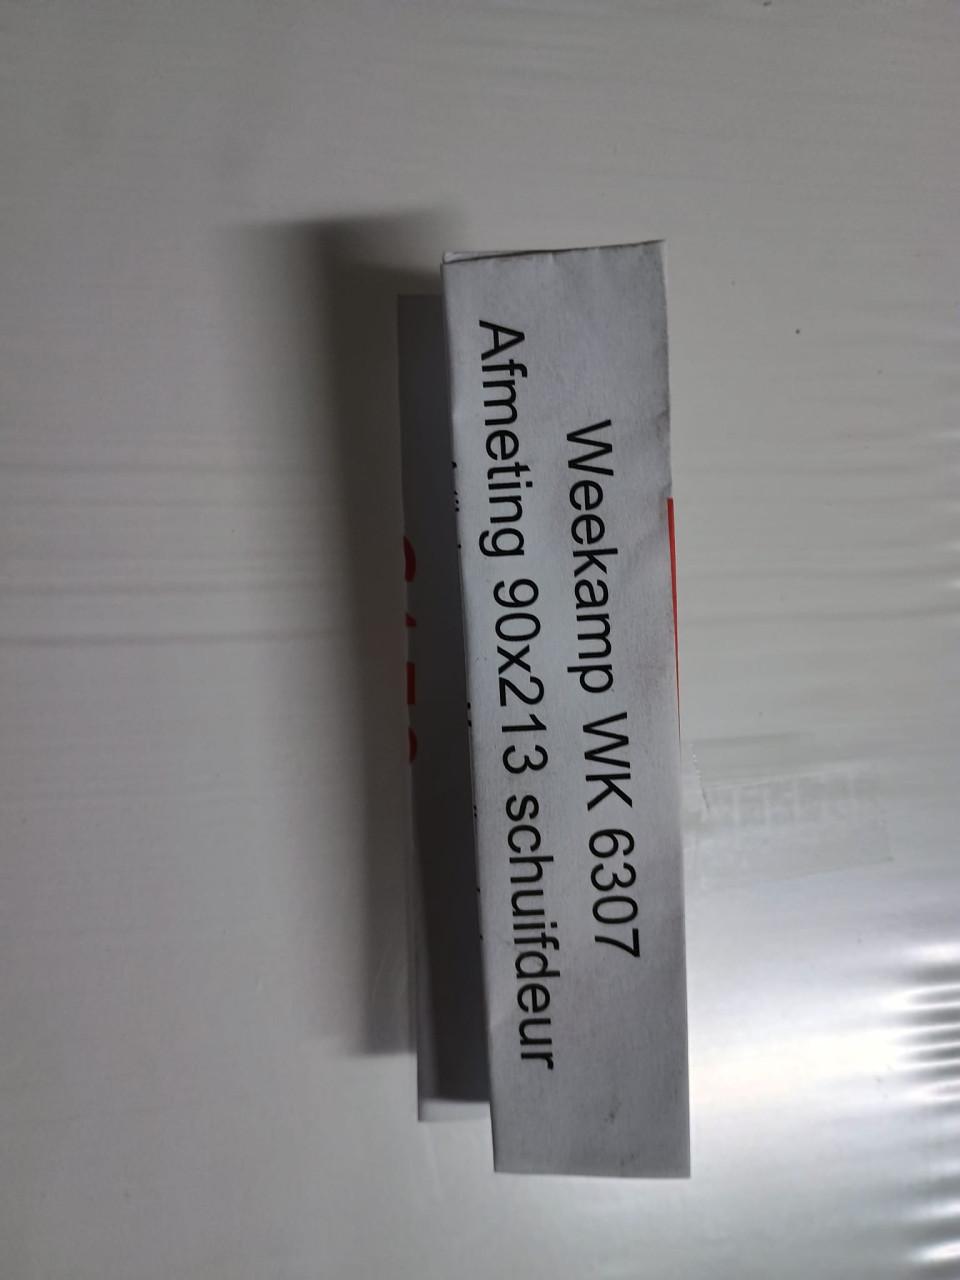 Weekamp WK 6307
Afmeting 90x213 schuifdeur